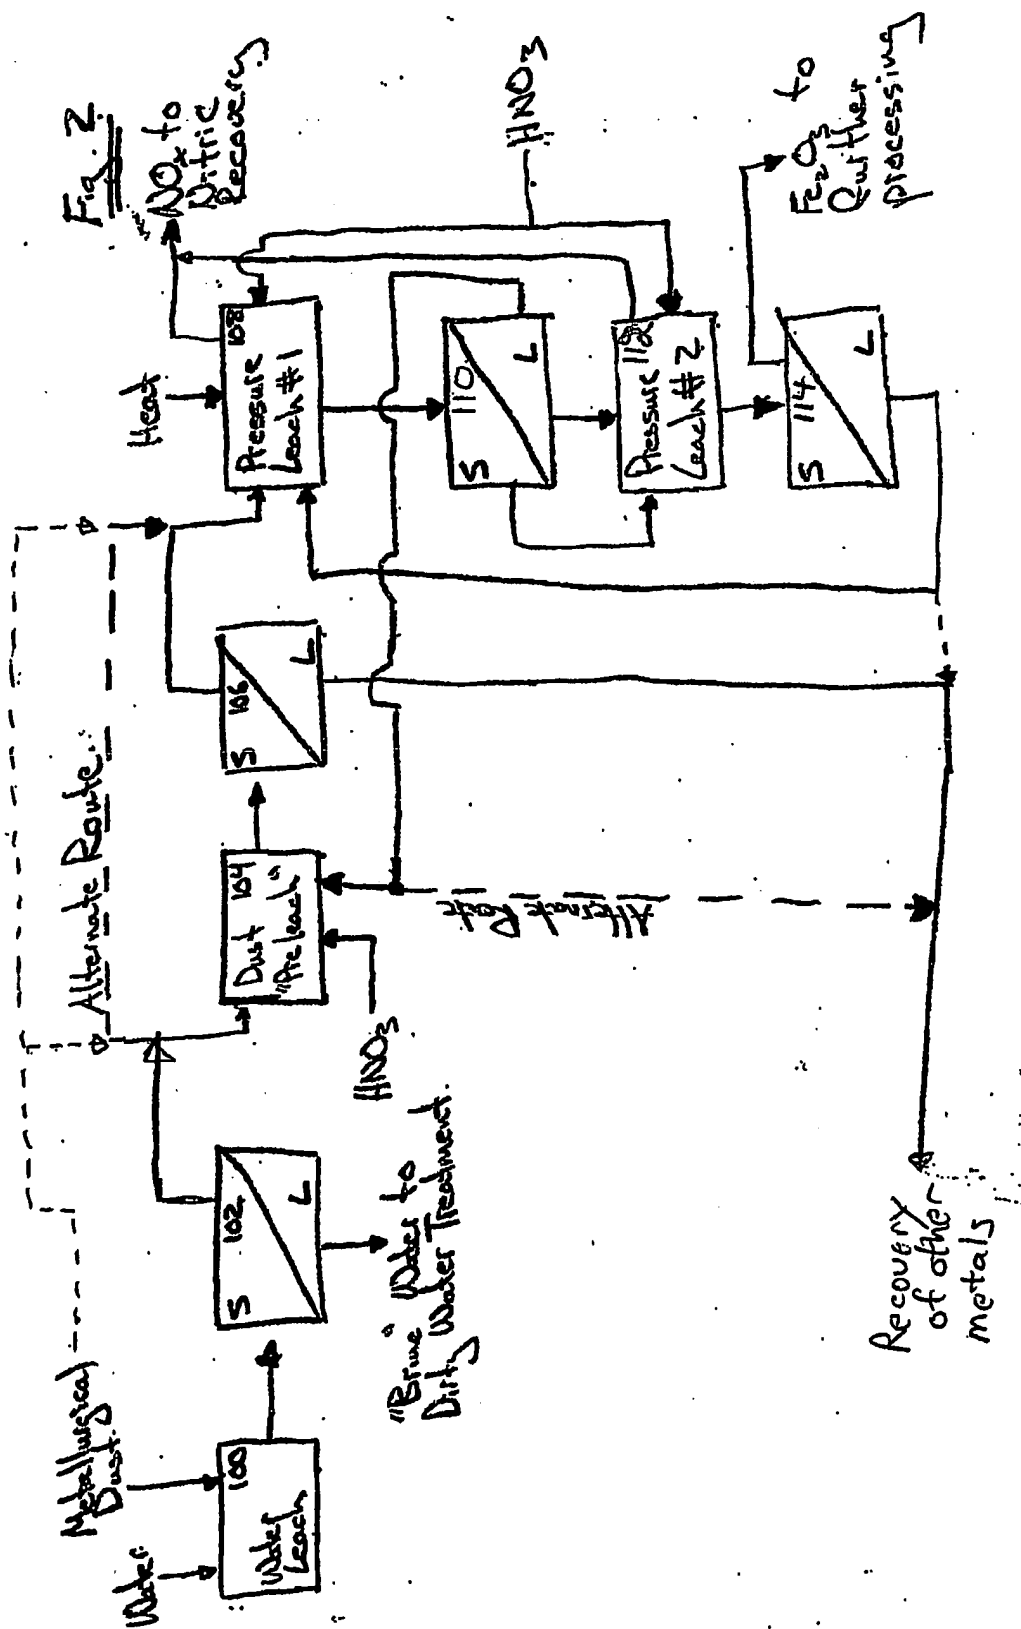 Fig. 2
NOx to
Nitric
Recovery
Heat
Pressure 108
Leach #1
HNO3
110
S L
Pressure 112
Leach #2
114
S L
Fe2O3 to
Further
processing
Alternate Route
106
S L
Dust 104
"Preleach"
HNO3
Alternate Route
102
S L
"Brine" Water to
Dirty Water Treatment.
Metallurgical
Dust.
Water
100
Water
Leach
Recovery
of other
metals